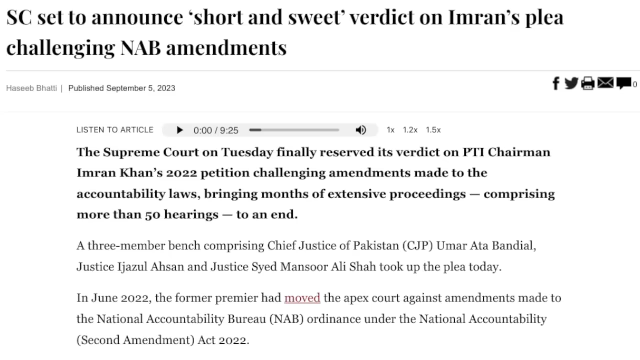 SC set to announce ‘short and sweet’ verdict on Imran’s plea
challenging NAB amendments
Haseeb Bhatti | Published September 5, 2023
0
LISTEN TO ARTICLE 0:00 / 9:25 1x 1.2x 1.5x
The Supreme Court on Tuesday finally reserved its verdict on PTI Chairman
Imran Khan’s 2022 petition challenging amendments made to the
accountability laws, bringing months of extensive proceedings — comprising
more than 50 hearings — to an end.
A three-member bench comprising Chief Justice of Pakistan (CJP) Umar Ata Bandial,
Justice Ijazul Ahsan and Justice Syed Mansoor Ali Shah took up the plea today.
In June 2022, the former premier had moved the apex court against amendments made to
the National Accountability Bureau (NAB) ordinance under the National Accountability
(Second Amendment) Act 2022.